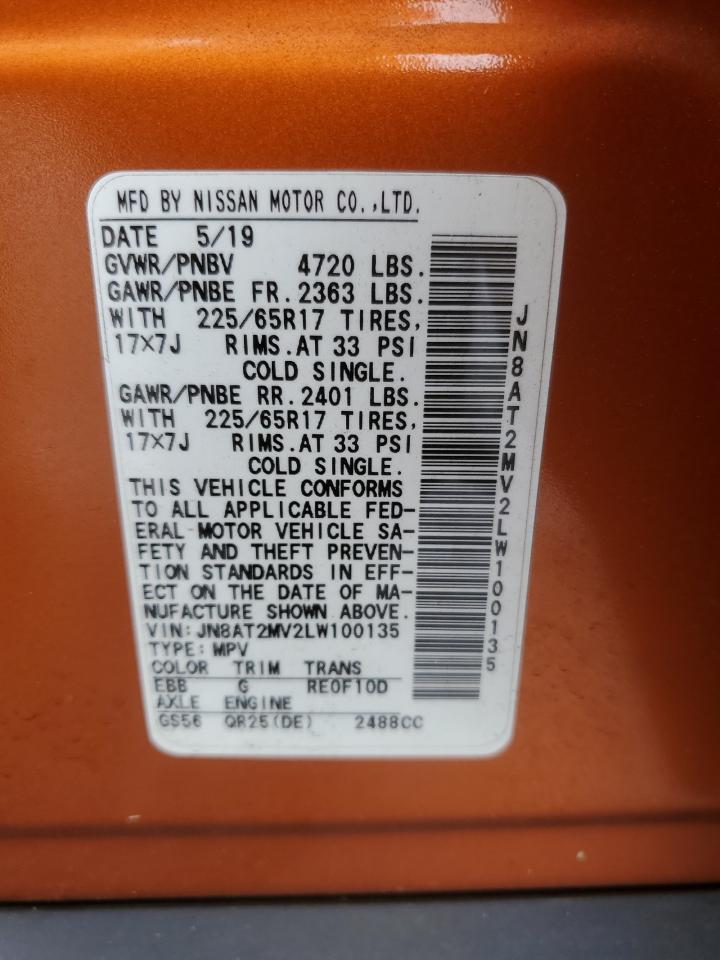 MFD BY NISSAN MOTOR CO.,LTD.
DATE 5/19
GVWR/PNBV 4720 LBS.
GAWR/PNBE FR.2363 LBS.
WITH 225/65R17 TIRES,
17×7J RIMS.AT 33 PSI
COLD SINGLE.
GAWR/PNBE RR.2401 LBS.
WITH 225/65R17 TIRES,
17×7J RIMS.AT 33 PSI
COLD SINGLE.
THIS VEHICLE CONFORMS
TO ALL APPLICABLE FED-
ERAL MOTOR VEHICLE SA-
FETY AND THEFT PREVEN-
TION STANDARDS IN EFF-
ECT ON THE DATE OF MA-
NUFACTURE SHOWN ABOVE.
VIN: JN8AT2MV2LW100135
TYPE: MPV
COLOR TRIM TRANS
EBB G RE0F10D
AXLE ENGINE
GS56 QR25(DE) 2488CC
JN8AT2MV2LW100135